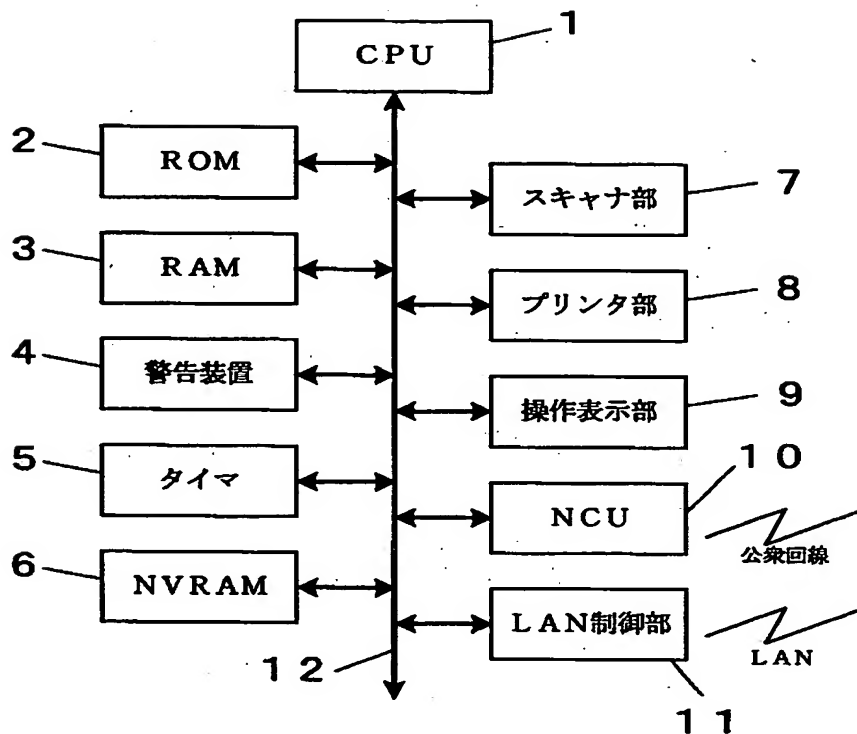 1
CPU
2
ROM
スキャナ部
7
3
RAM
プリンタ部
8
4
警告装置
操作表示部
9
5
タイマ
10
NCU
公衆回線
6
NVRAM
LAN制御部
LAN
12
11